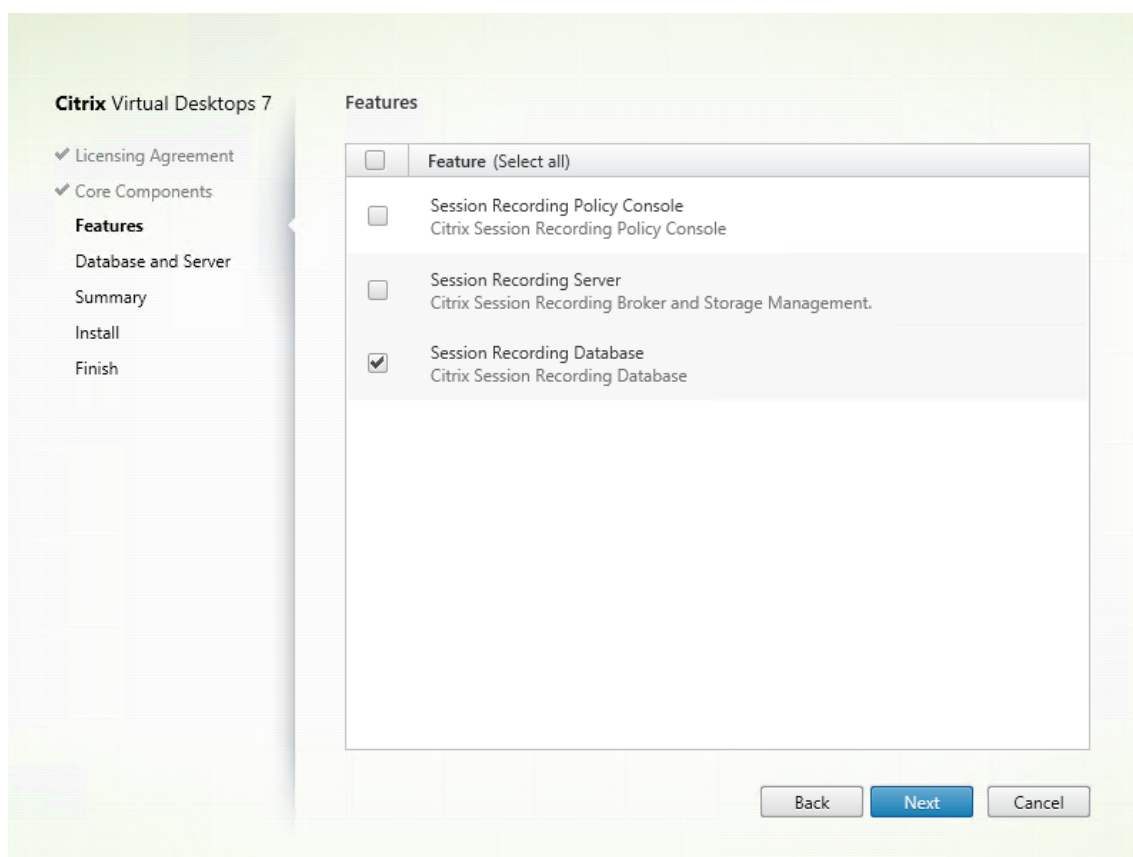 Citrix Virtual Desktops 7
Licensing Agreement
Core Components
Features
Database and Server
Summary
Install
Finish
Features
Feature (Select all)
Session Recording Policy Console
Citrix Session Recording Policy Console
Session Recording Server
Citrix Session Recording Broker and Storage Management.
Session Recording Database
Citrix Session Recording Database
Back Next Cancel